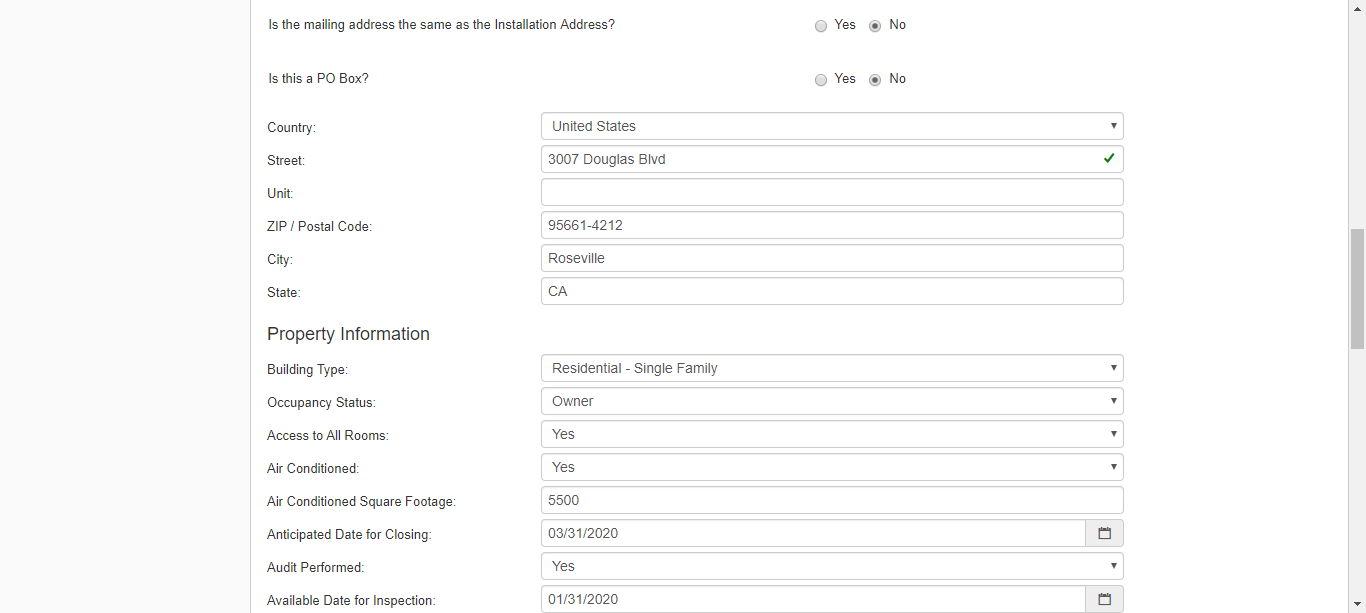 Is the mailing address the same as the Installation Address? Yes No
Is this a PO Box? Yes No
Country: United States
Street: 3007 Douglas Blvd
Unit:
ZIP / Postal Code: 95661-4212
City: Roseville
State: CA
Property Information
Building Type: Residential - Single Family
Occupancy Status: Owner
Access to All Rooms: Yes
Air Conditioned: Yes
Air Conditioned Square Footage: 5500
Anticipated Date for Closing: 03/31/2020
Audit Performed: Yes
Available Date for Inspection: 01/31/2020